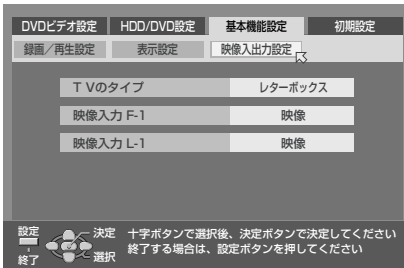 DVDビデオ設定 HDD/DVD設定 基本機能設定 初期設定
録画／再生設定 表示設定 映像入出力設定
TVのタイプ レターボックス
映像入力 F-1 映像
映像入力 L-1 映像
設定 決定 十字ボタンで選択後、決定ボタンで決定してください
終了 選択 終了する場合は、設定ボタンを押してください